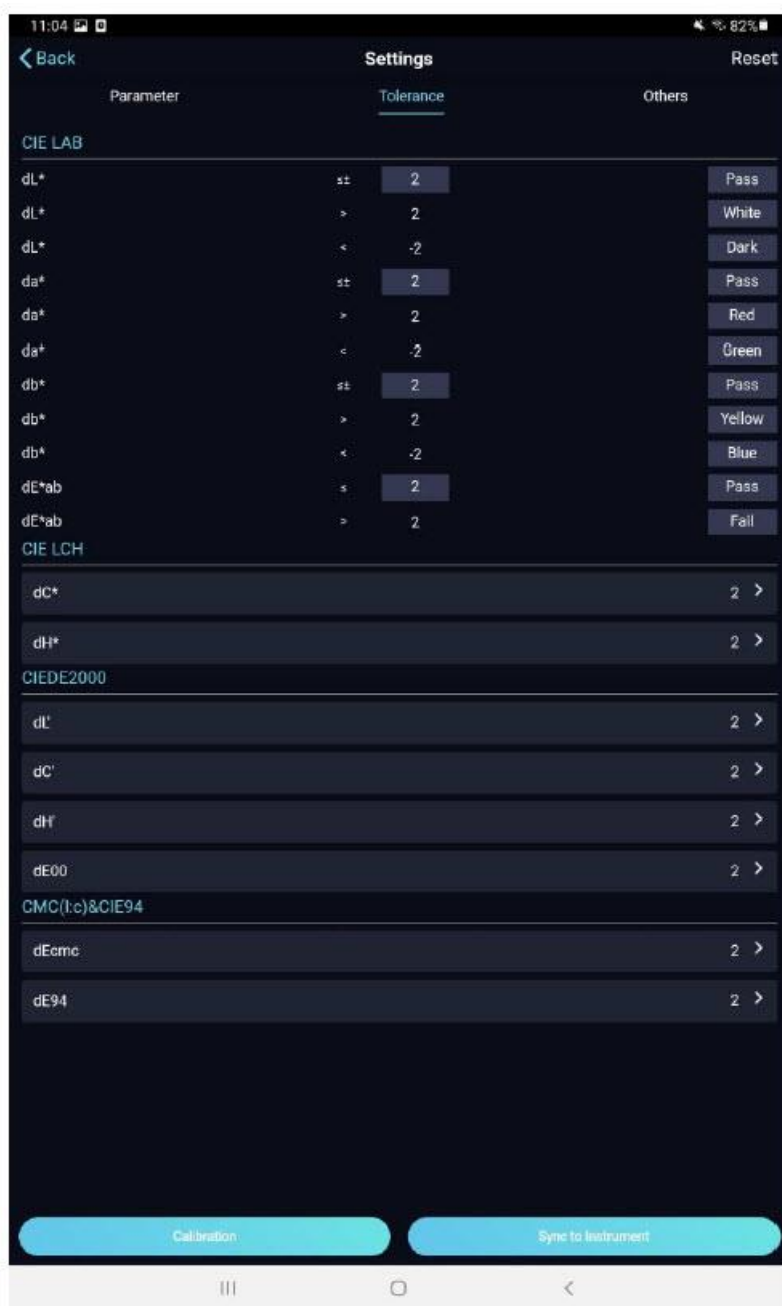 11:04 82%
Back Settings Reset
Parameter Tolerance Others
CIE LAB
dL* ≤± 2 Pass
dL* > 2 White
dL* < -2 Dark
da* ≤± 2 Pass
da* > 2 Red
da* < -2 Green
db* ≤± 2 Pass
db* > 2 Yellow
db* < -2 Blue
dE*ab ≤ 2 Pass
dE*ab > 2 Fail
CIE LCH
dC* 2 >
dH* 2 >
CIEDE2000
dL' 2 >
dC' 2 >
dH' 2 >
dE00 2 >
CMC(l:c)&CIE94
dEcmc 2 >
dE94 2 >
Calibration Sync to Instrument